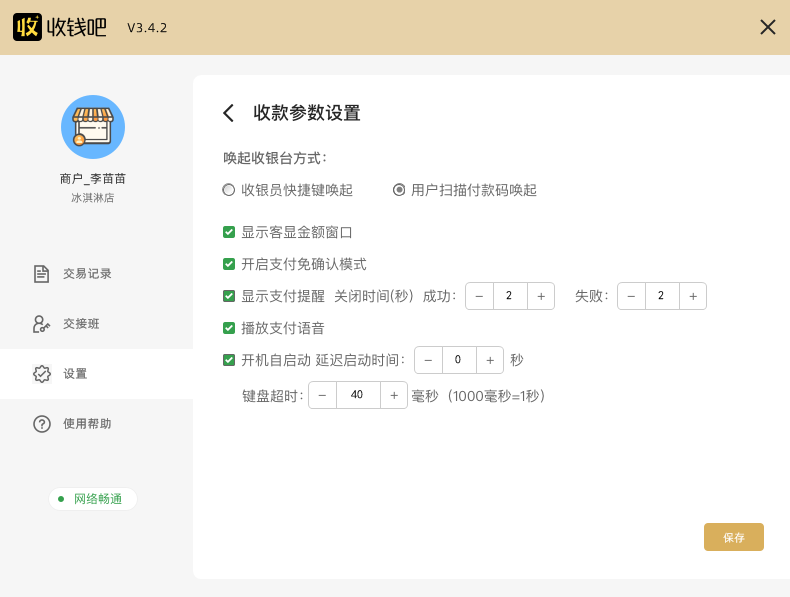 收 收钱吧 V3.4.2
商户_李苗苗
冰淇淋店
交易记录
交接班
设置
使用帮助
网络畅通
收款参数设置
唤起收银台方式：
收银员快捷键唤起 用户扫描付款码唤起
显示客显金额窗口
开启支付免确认模式
显示支付提醒 关闭时间(秒) 成功： − 2 + 失败： − 2 +
播放支付语音
开机自启动 延迟启动时间： − 0 + 秒
键盘超时： − 40 + 毫秒（1000毫秒=1秒）
保存